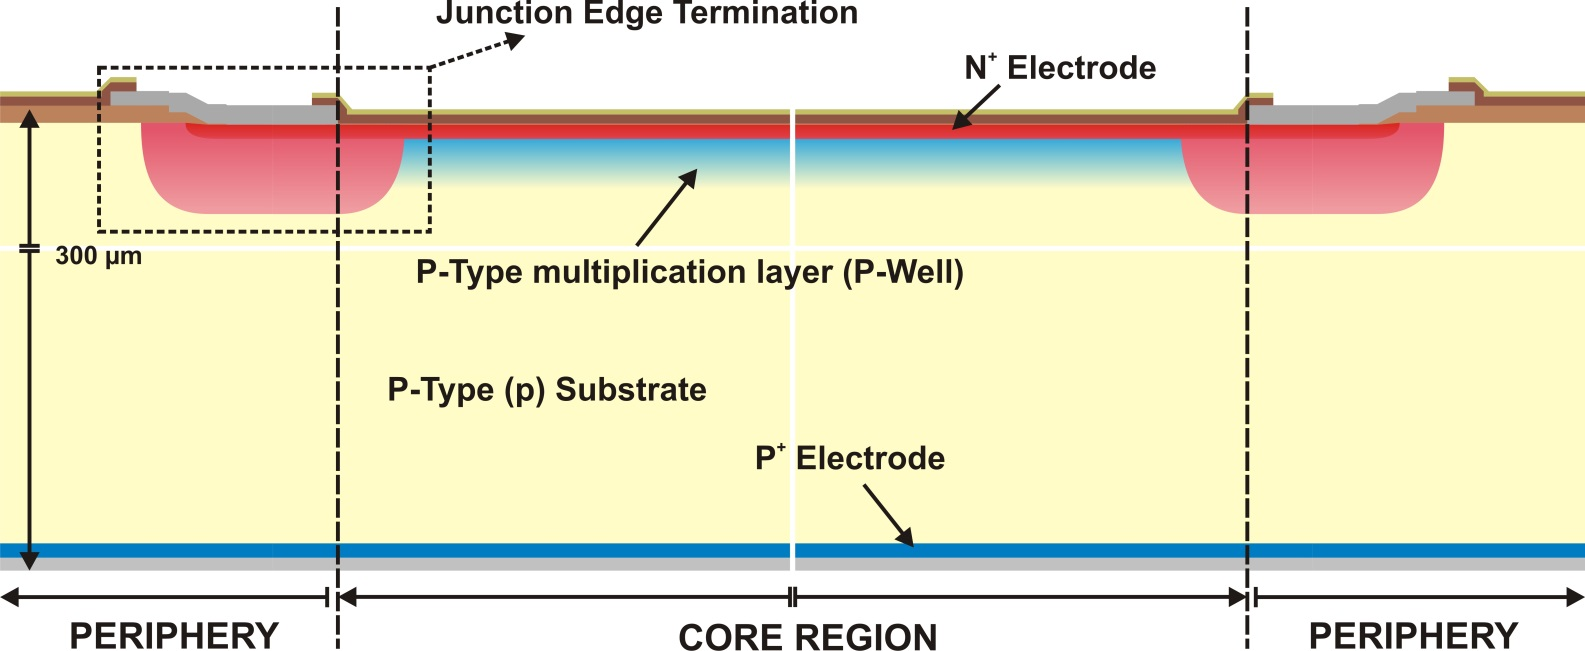 Junction Edge Termination
N⁺ Electrode
300 µm
P-Type multiplication layer (P-Well)
P-Type (p) Substrate
P⁺ Electrode
PERIPHERY
CORE REGION
PERIPHERY